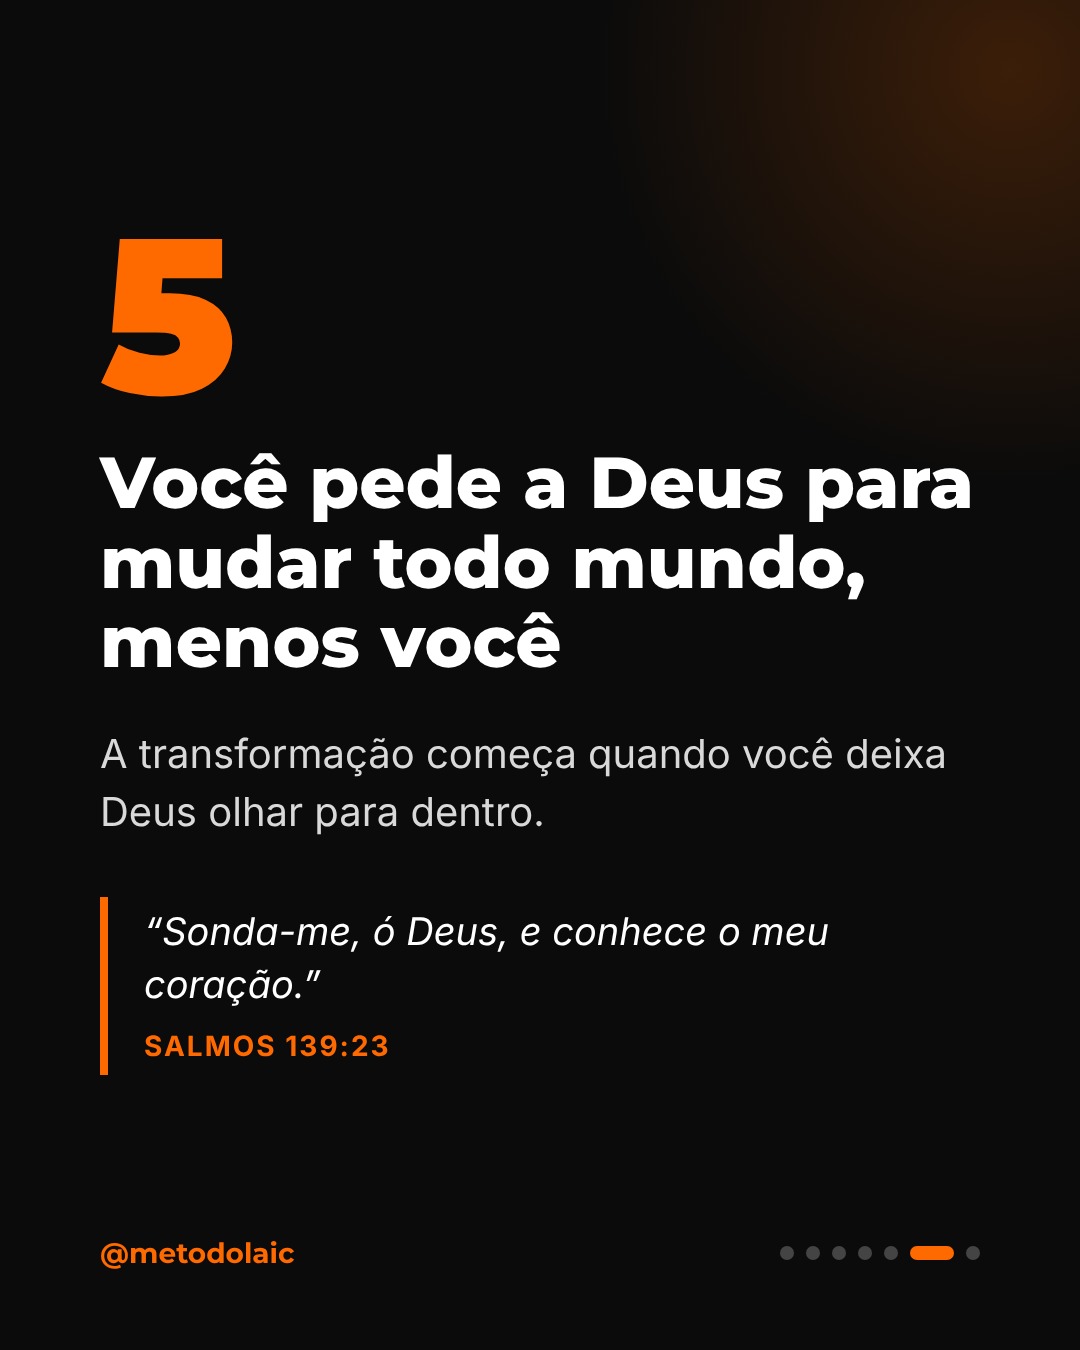 5
Você pede a Deus para
mudar todo mundo,
menos você
A transformação começa quando você deixa
Deus olhar para dentro.
“Sonda-me, ó Deus, e conhece o meu
coração.”
SALMOS 139:23
@metodolaic